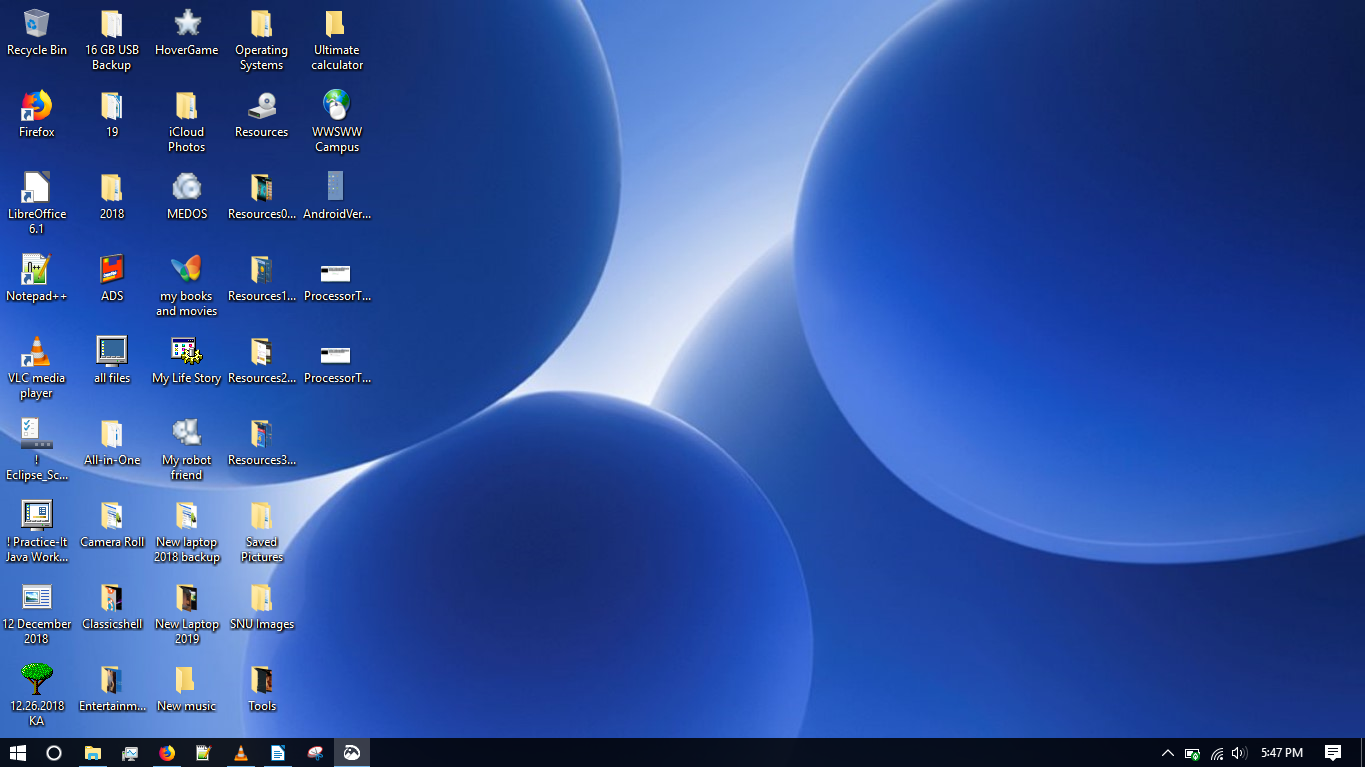 Recycle Bin
16 GB USB
Backup
HoverGame
Operating
Systems
Ultimate
calculator
Firefox
19
iCloud
Photos
Resources
WWSWW
Campus
LibreOffice
6.1
2018
MEDOS
Resources0...
AndroidVer...
Notepad++
ADS
my books
and movies
Resources1...
ProcessorT...
VLC media
player
all files
My Life Story
Resources2...
ProcessorT...
!
Eclipse_Sc...
All-in-One
My robot
friend
Resources3...
! Practice-It
Java Work...
Camera Roll
New laptop
2018 backup
Saved
Pictures
12 December
2018
Classicshell
New Laptop
2019
SNU Images
12.26.2018
KA
Entertainm...
New music
Tools
5:47 PM